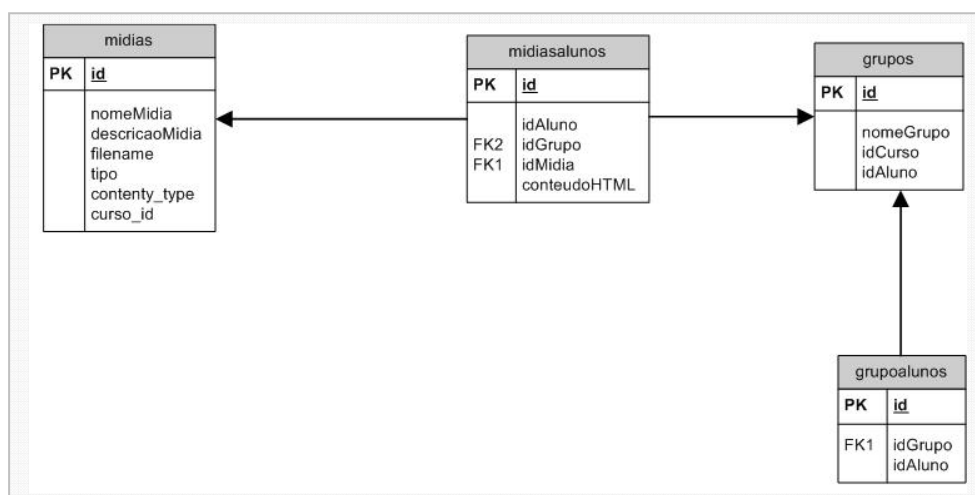 midias
PK id
nomeMidia
descricaoMidia
filename
tipo
contenty_type
curso_id
midiasalunos
PK id
idAluno
FK2 idGrupo
FK1 idMidia
conteudoHTML
grupos
PK id
nomeGrupo
idCurso
idAluno
grupoalunos
PK id
FK1 idGrupo
idAluno